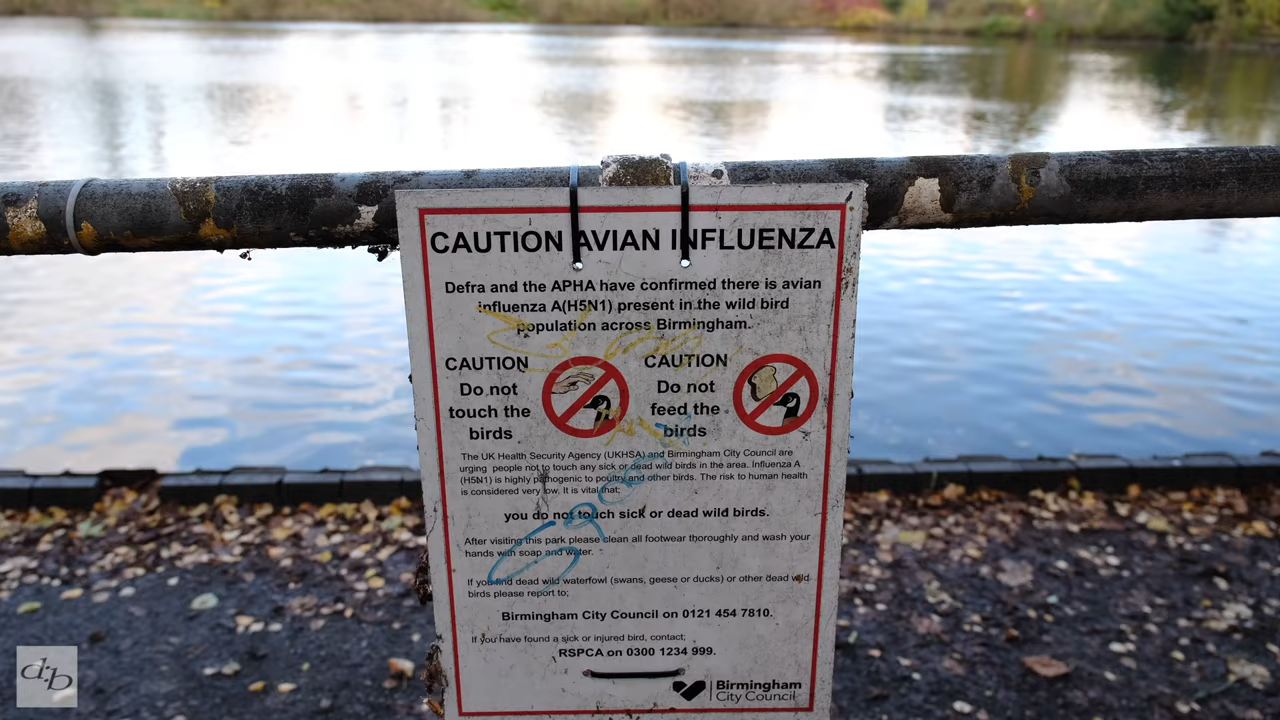 CAUTION AVIAN INFLUENZA
Defra and the APHA have confirmed there is avian
influenza A(H5N1) present in the wild bird
population across Birmingham.
CAUTION
Do not
touch the
birds
CAUTION
Do not
feed the
birds
The UK Health Security Agency (UKHSA) and Birmingham City Council are
urging people not to touch any sick or dead wild birds in the area. Influenza A
(H5N1) is highly pathogenic to poultry and other birds. The risk to human health
is considered very low. It is vital that;
you do not touch sick or dead wild birds.
After visiting this park please clean all footwear thoroughly and wash your
hands with soap and water.
If you find dead wild waterfowl (swans, geese or ducks) or other dead wild
birds please report to;
Birmingham City Council on 0121 454 7810.
If you have found a sick or injured bird, contact;
RSPCA on 0300 1234 999.
Birmingham
City Council
d:b